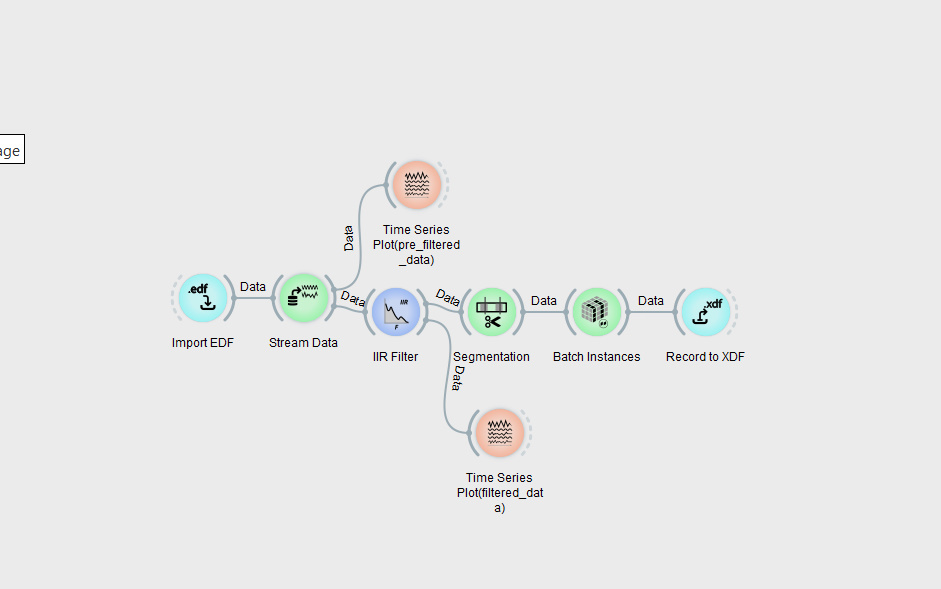 age
Time Series
Plot(pre_filtered
_data)
Data
.edf
Data
Data
IIR
F
Data
Data
Data
.xdf
Import EDF
Stream Data
IIR Filter
Segmentation
Batch Instances
Record to XDF
Data
Time Series
Plot(filtered_dat
a)